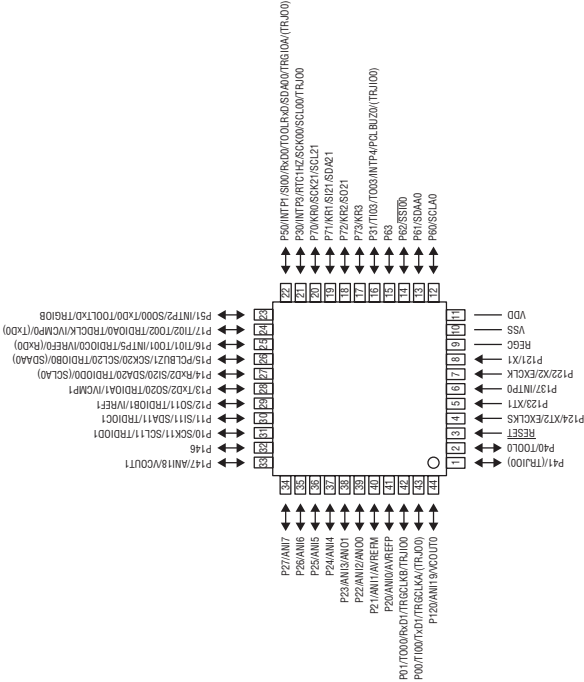 P50/INTP1/SI00/RxD0/TOOLRxD/SDA00/TRGIOA/(TRJO0)
P30/INTP3/RTC1HZ/SCK00/SCL00/TRJO0
P70/KR0/SCK21/SCL21
P71/KR1/SI21/SDA21
P72/KR2/SO21
P73/KR3
P31/TI03/TO03/INTP4/PCLBUZ0/(TRJIO0)
P63
P62/SSI00
P61/SDAA0
P60/SCLA0
22 21 20 19 18 17 16 15 14 13 12
P51/INTP2/SO00/TxD0/TOOLTxD/TRGIOB 23
P17/TI02/TO02/TRDIOA0/TRDCLK/IVCMP0/(TxD0) 24
P16/TI01/TO01/INTP5/TRDIOC0/IVREF0/(RxD0) 25
P15/PCLBUZ1/SCK20/SCL20/TRDIOB0/(SDAA0) 26
P14/RxD2/SI20/SDA20/TRDIOD0/(SCLA0) 27
P13/TxD2/SO20/TRDIOA1/IVCMP1 28
P12/SO11/TRDIOB1/IVREF1 29
P11/SI11/SDA11/TRDIOC1 30
P10/SCK11/SCL11/TRDIOD1 31
P146 32
P147/ANI18/VCOUT1 33
11 VDD
10 VSS
9 REGC
8 P121/X1
7 P122/X2/EXCLK
6 P137/INTP0
5 P123/XT1
4 P124/XT2/EXCLKS
3 RESET
2 P40/TOOL0
1 P41/(TRJIO0)
34 35 36 37 38 39 40 41 42 43 44
P27/ANI7
P26/ANI6
P25/ANI5
P24/ANI4
P23/ANI3/ANO1
P22/ANI2/ANO0
P21/ANI1/AVREFM
P20/ANI0/AVREFP
P01/TO00/RxD1/TRGCLKB/TRJIO0
P00/TI00/TxD1/TRGCLKA/(TRJO0)
P120/ANI19/VCOUT0